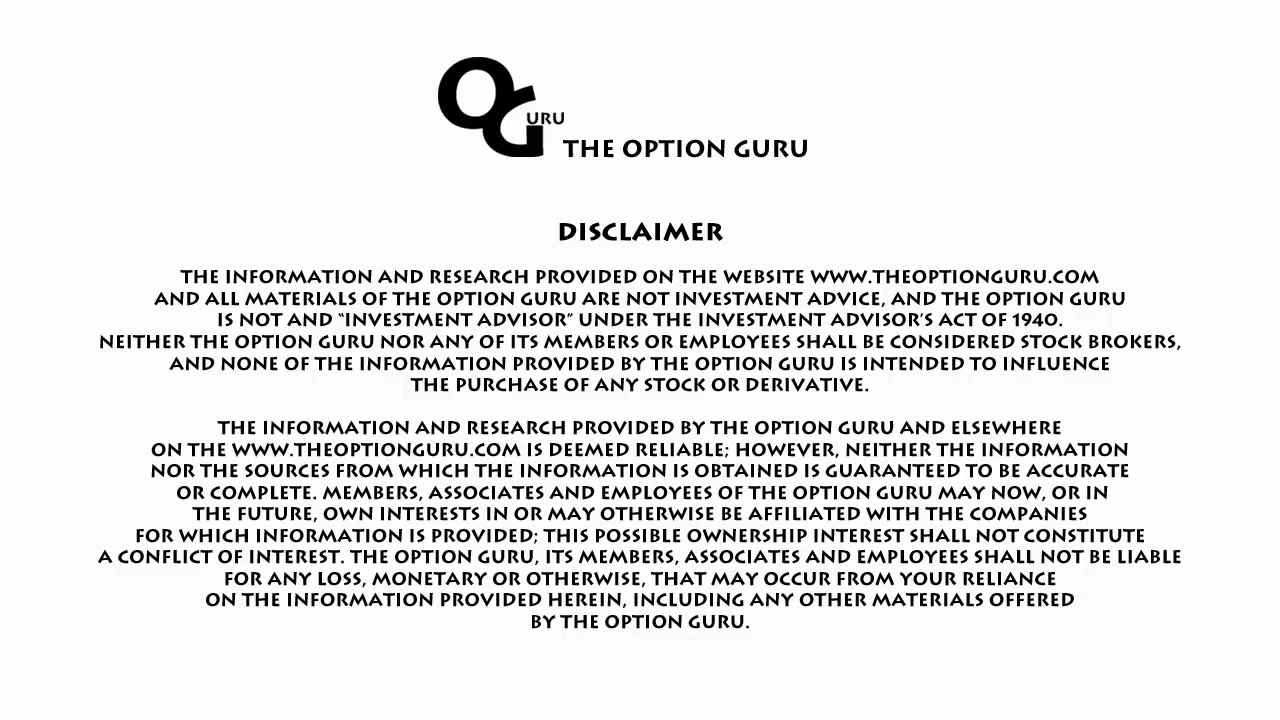 OG URU
THE OPTION GURU
DISCLAIMER
THE INFORMATION AND RESEARCH PROVIDED ON THE WEBSITE WWW.THEOPTIONGURU.COM
AND ALL MATERIALS OF THE OPTION GURU ARE NOT INVESTMENT ADVICE, AND THE OPTION GURU
IS NOT AND “INVESTMENT ADVISOR” UNDER THE INVESTMENT ADVISOR’S ACT OF 1940.
NEITHER THE OPTION GURU NOR ANY OF ITS MEMBERS OR EMPLOYEES SHALL BE CONSIDERED STOCK BROKERS,
AND NONE OF THE INFORMATION PROVIDED BY THE OPTION GURU IS INTENDED TO INFLUENCE
THE PURCHASE OF ANY STOCK OR DERIVATIVE.
THE INFORMATION AND RESEARCH PROVIDED BY THE OPTION GURU AND ELSEWHERE
ON THE WWW.THEOPTIONGURU.COM IS DEEMED RELIABLE; HOWEVER, NEITHER THE INFORMATION
NOR THE SOURCES FROM WHICH THE INFORMATION IS OBTAINED IS GUARANTEED TO BE ACCURATE
OR COMPLETE. MEMBERS, ASSOCIATES AND EMPLOYEES OF THE OPTION GURU MAY NOW, OR IN
THE FUTURE, OWN INTERESTS IN OR MAY OTHERWISE BE AFFILIATED WITH THE COMPANIES
FOR WHICH INFORMATION IS PROVIDED; THIS POSSIBLE OWNERSHIP INTEREST SHALL NOT CONSTITUTE
A CONFLICT OF INTEREST. THE OPTION GURU, ITS MEMBERS, ASSOCIATES AND EMPLOYEES SHALL NOT BE LIABLE
FOR ANY LOSS, MONETARY OR OTHERWISE, THAT MAY OCCUR FROM YOUR RELIANCE
ON THE INFORMATION PROVIDED HEREIN, INCLUDING ANY OTHER MATERIALS OFFERED
BY THE OPTION GURU.